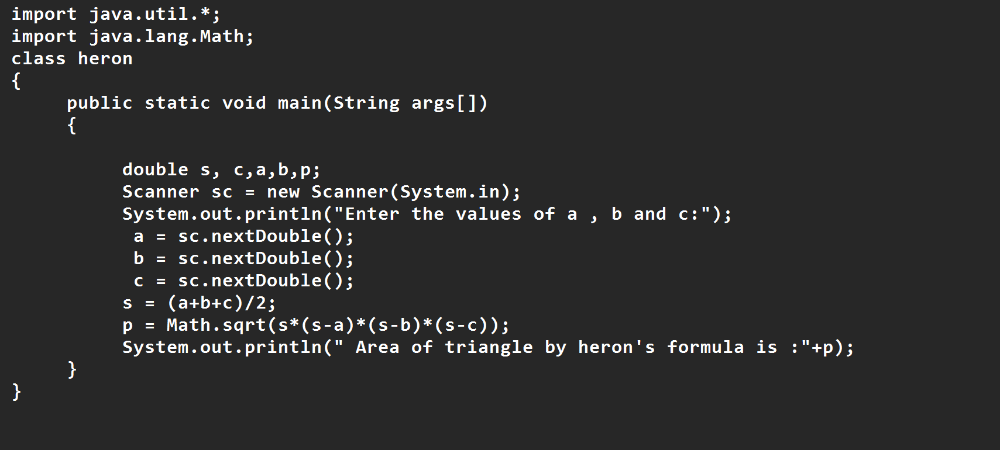 import java.util.*;
import java.lang.Math;
class heron
{
public static void main(String args[])
{
double s, c,a,b,p;
Scanner sc = new Scanner(System.in);
System.out.println("Enter the values of a , b and c:");
a = sc.nextDouble();
b = sc.nextDouble();
c = sc.nextDouble();
s = (a+b+c)/2;
p = Math.sqrt(s*(s-a)*(s-b)*(s-c));
System.out.println(" Area of triangle by heron's formula is :"+p);
}
}